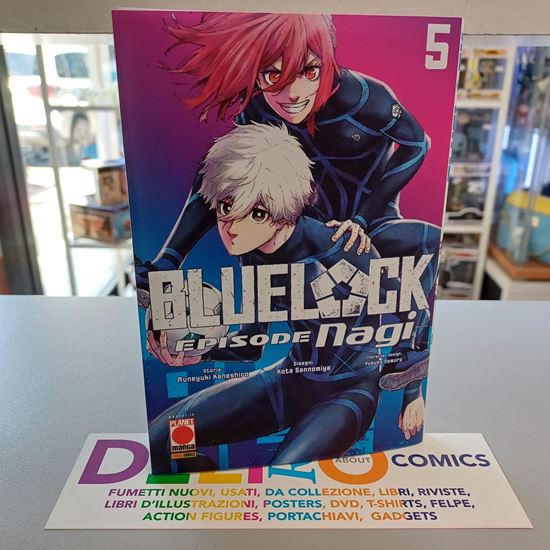 5
BLUELOCK
EPISODE nagi
Storia: Muneyuki Kaneshiro
Disegni: Kota Sannomiya
Character design: Yusuke Nomura
PLANET
manga
ABOUT
COMICS
FUMETTI NUOVI, USATI, DA COLLEZIONE, LIBRI, RIVISTE,
LIBRI D'ILLUSTRAZIONI, POSTERS, DVD, T-SHIRTS, FELPE,
ACTION FIGURES, PORTACHIAVI, GADGETS